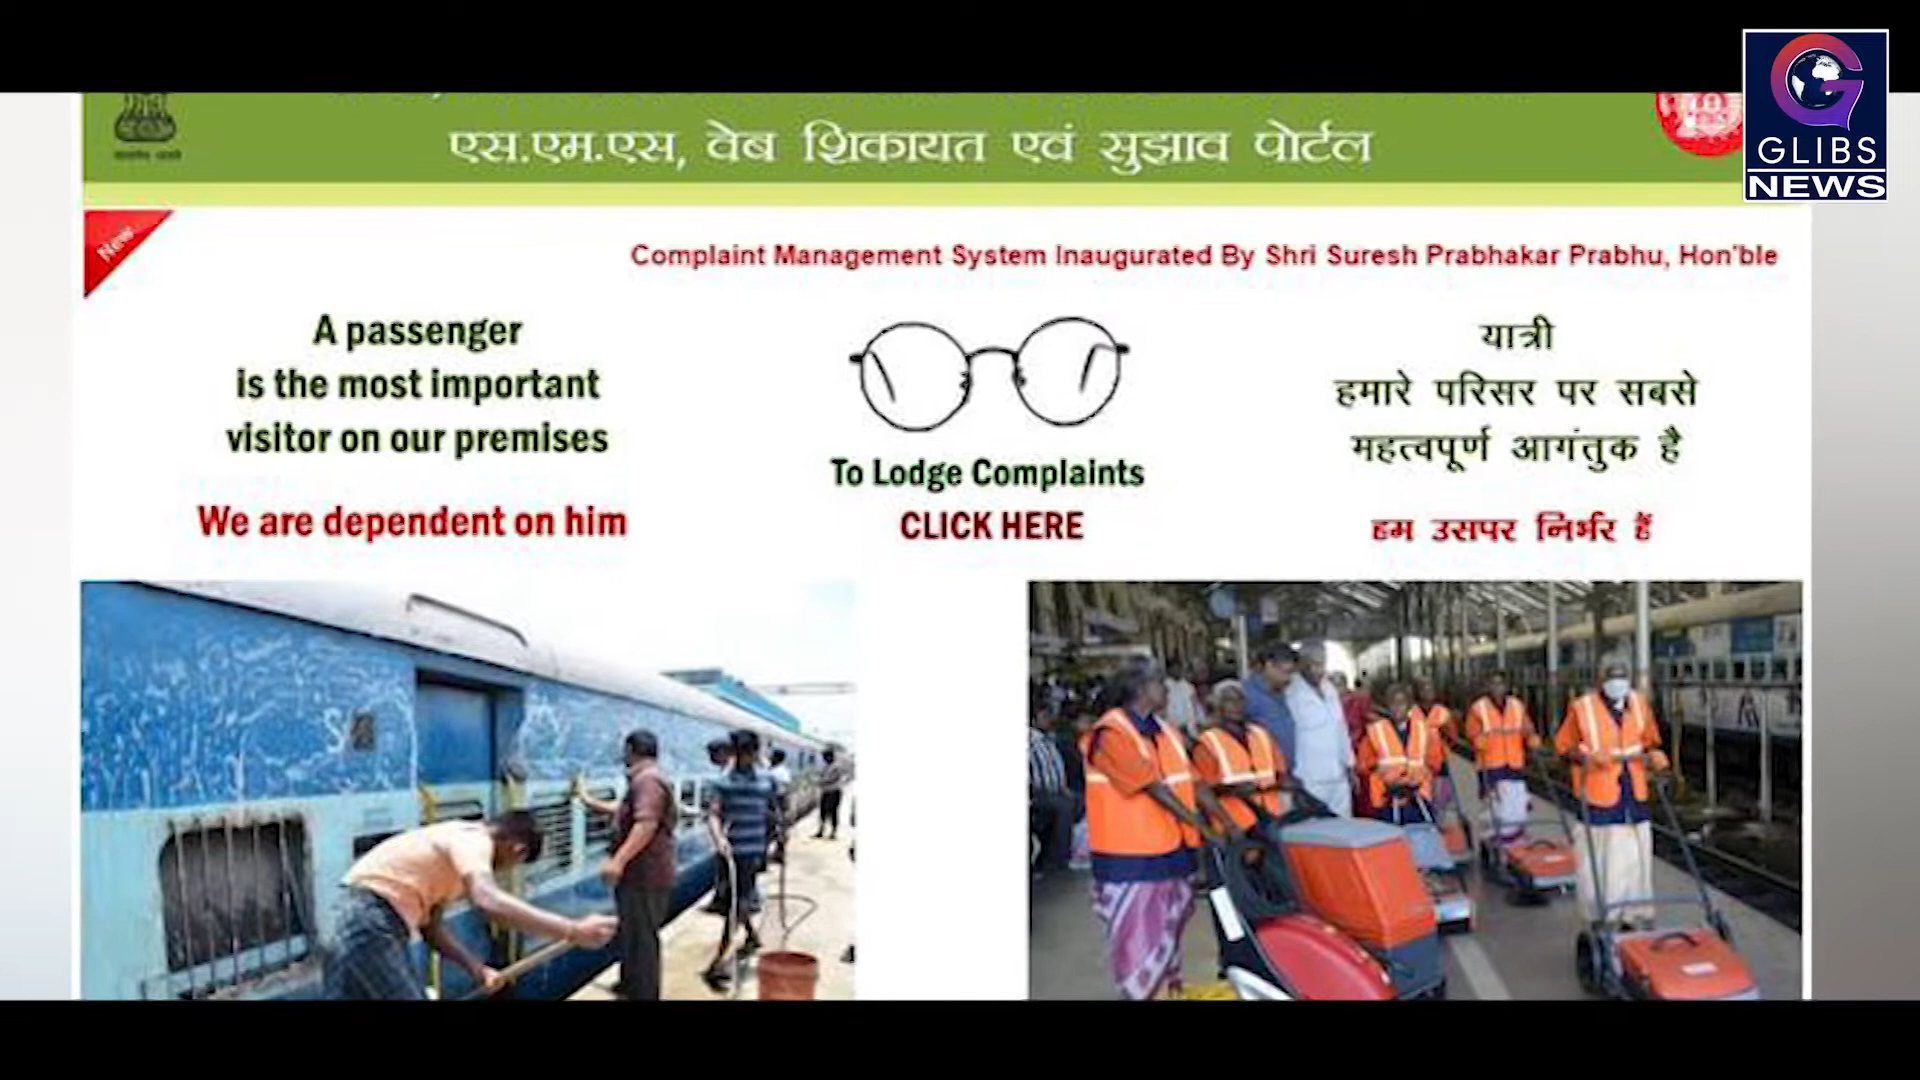 एस.एम.एस, वेब शिकायत एवं सुझाव पोर्टल
GLIBS
NEWS
New
Complaint Management System Inaugurated By Shri Suresh Prabhakar Prabhu, Hon'ble
A passenger
is the most important
visitor on our premises
We are dependent on him
To Lodge Complaints
CLICK HERE
यात्री
हमारे परिसर पर सबसे
महत्वपूर्ण आगंतुक है
हम उसपर निर्भर हैं